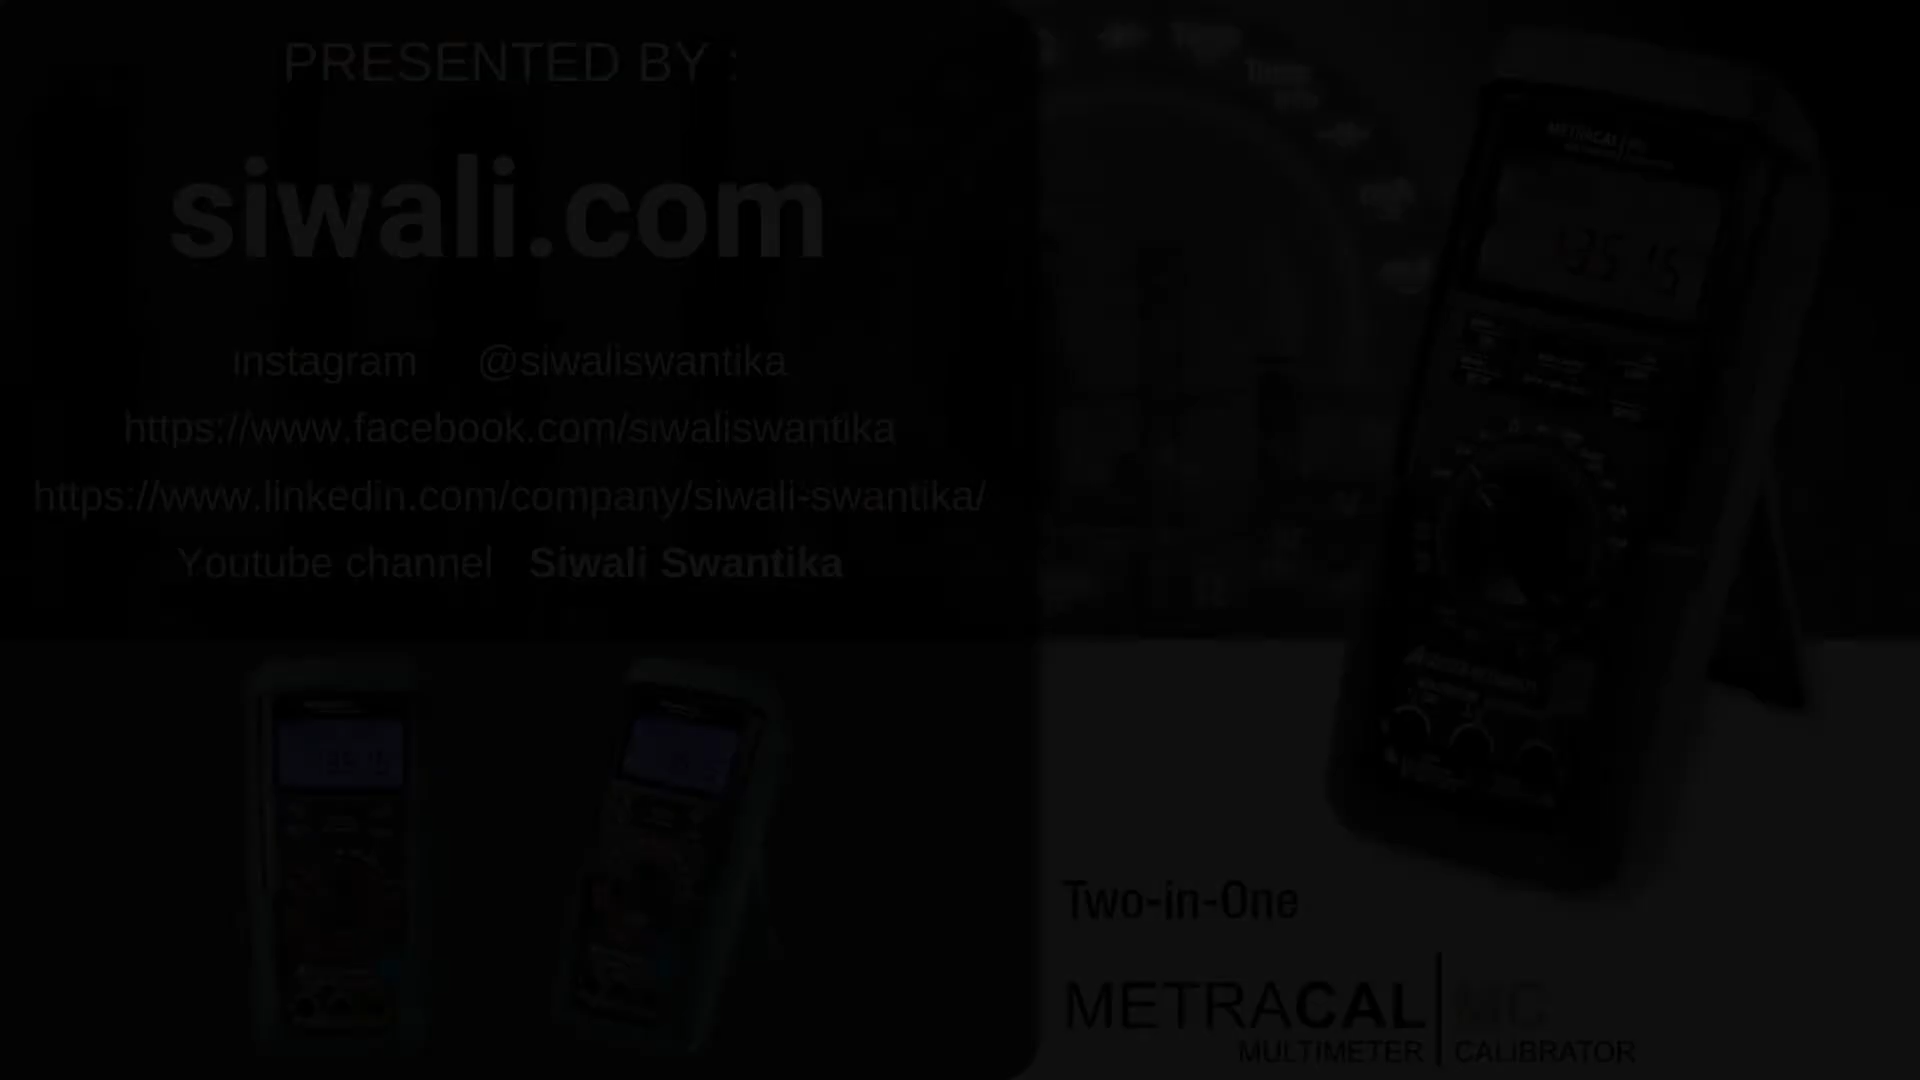 PRESENTED BY :
siwali.com
Instagram @siwaliswantika
https://www.facebook.com/siwaliswantika
https://www.linkedin.com/company/siwali-swantika/
Youtube channel Siwali Swantika
Two-in-One
METRACAL MC
MULTIMETER CALIBRATOR